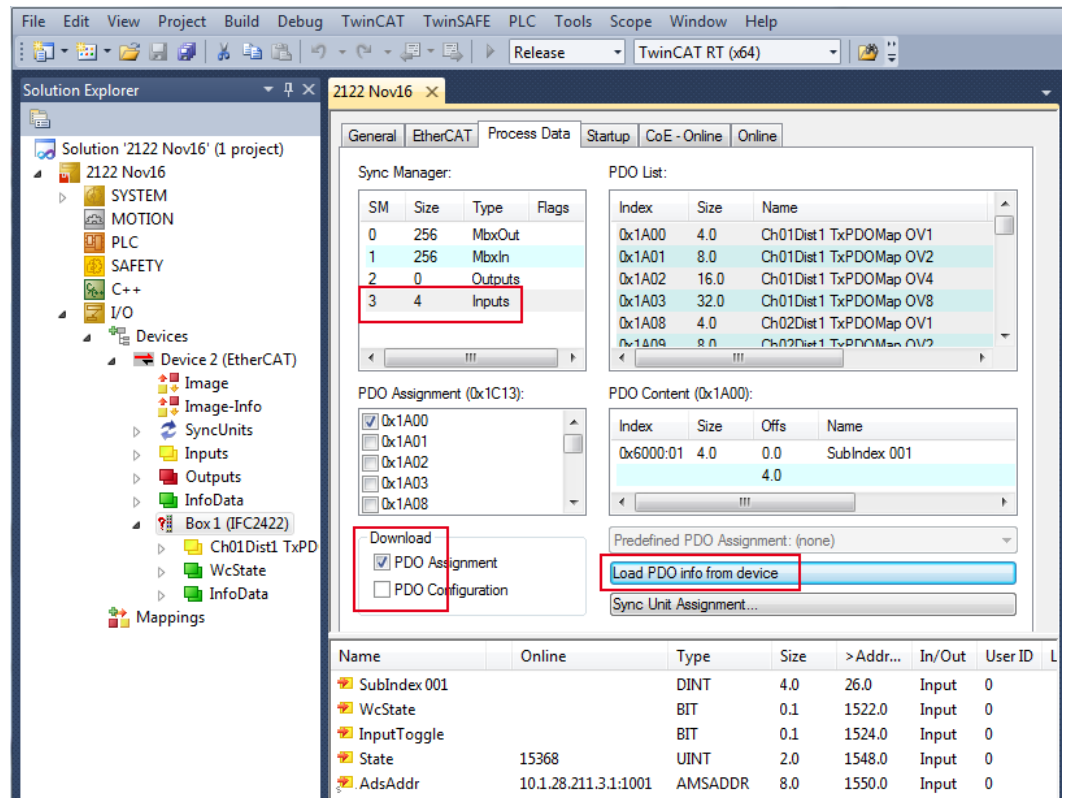 File Edit View Project Build Debug TwinCAT TwinSAFE PLC Tools Scope Window Help
Release TwinCAT RT (x64)
Solution Explorer
2122 Nov16
Solution '2122 Nov16' (1 project)
2122 Nov16
SYSTEM
MOTION
PLC
SAFETY
C++
I/O
Devices
Device 2 (EtherCAT)
Image
Image-Info
SyncUnits
Inputs
Outputs
InfoData
Box 1 (IFC2422)
Ch01Dist1 TxPD
WcState
InfoData
Mappings
General EtherCAT Process Data Startup CoE - Online Online
Sync Manager:
SM Size Type Flags
0 256 MbxOut
1 256 MbxIn
2 0 Outputs
3 4 Inputs
PDO List:
Index Size Name
0x1A00 4.0 Ch01Dist1 TxPDOMap OV1
0x1A01 8.0 Ch01Dist1 TxPDOMap OV2
0x1A02 16.0 Ch01Dist1 TxPDOMap OV4
0x1A03 32.0 Ch01Dist1 TxPDOMap OV8
0x1A08 4.0 Ch02Dist1 TxPDOMap OV1
0x1A09 8.0 Ch02Dist1 TxPDOMap OV2
PDO Assignment (0x1C13):
0x1A00
0x1A01
0x1A02
0x1A03
0x1A08
PDO Content (0x1A00):
Index Size Offs Name
0x6000:01 4.0 0.0 SubIndex 001
4.0
Download
PDO Assignment
PDO Configuration
Predefined PDO Assignment: (none)
Load PDO info from device
Sync Unit Assignment...
Name Online Type Size >Addr... In/Out User ID L
SubIndex 001 DINT 4.0 26.0 Input 0
WcState BIT 0.1 1522.0 Input 0
InputToggle BIT 0.1 1524.0 Input 0
State 15368 UINT 2.0 1548.0 Input 0
AdsAddr 10.1.28.211.3.1:1001 AMSADDR 8.0 1550.0 Input 0